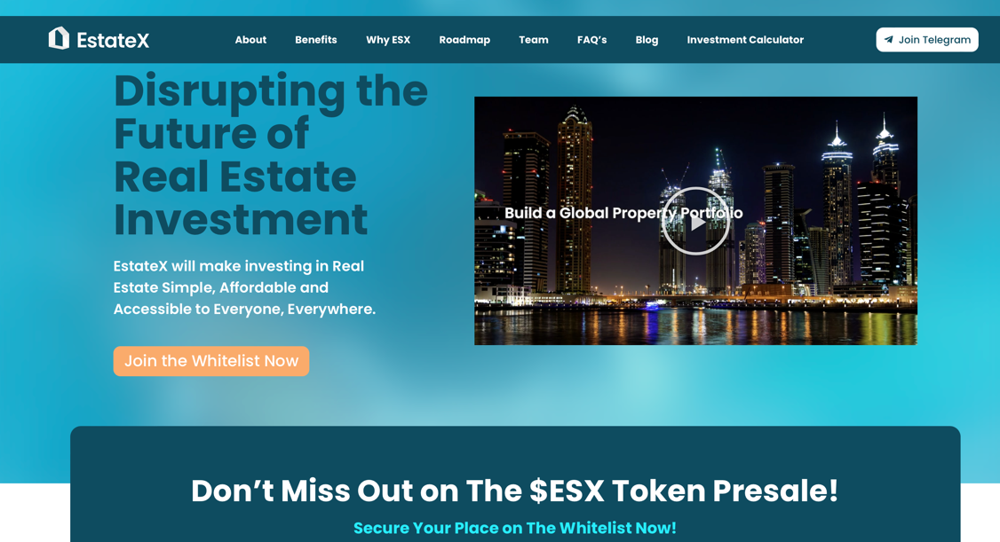 EstateX
About
Benefits
Why ESX
Roadmap
Team
FAQ’s
Blog
Investment Calculator
Join Telegram
Disrupting the
Future of
Real Estate
Investment
EstateX will make investing in Real
Estate Simple, Affordable and
Accessible to Everyone, Everywhere.
Join the Whitelist Now
Build a Global Property Portfolio
Don’t Miss Out on The $ESX Token Presale!
Secure Your Place on The Whitelist Now!